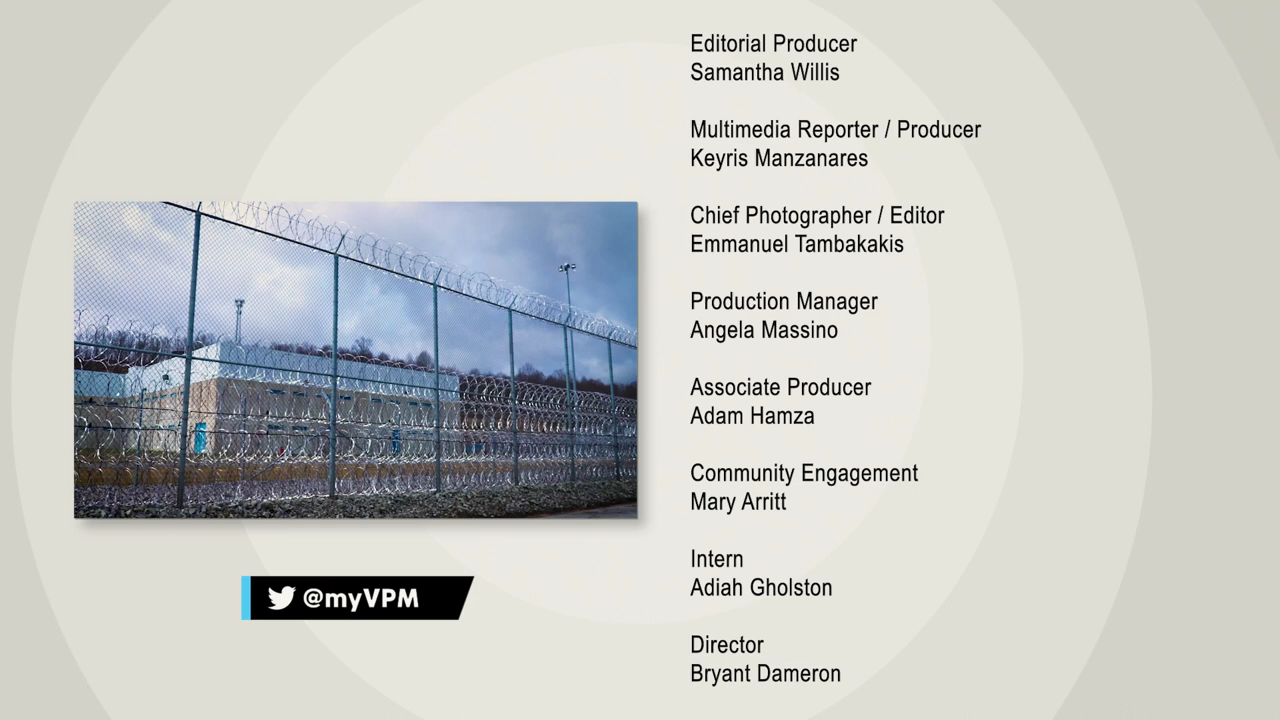 Editorial Producer
Samantha Willis
Multimedia Reporter / Producer
Keyris Manzanares
Chief Photographer / Editor
Emmanuel Tambakakis
Production Manager
Angela Massino
Associate Producer
Adam Hamza
Community Engagement
Mary Arritt
Intern
Adiah Gholston
Director
Bryant Dameron
@myVPM